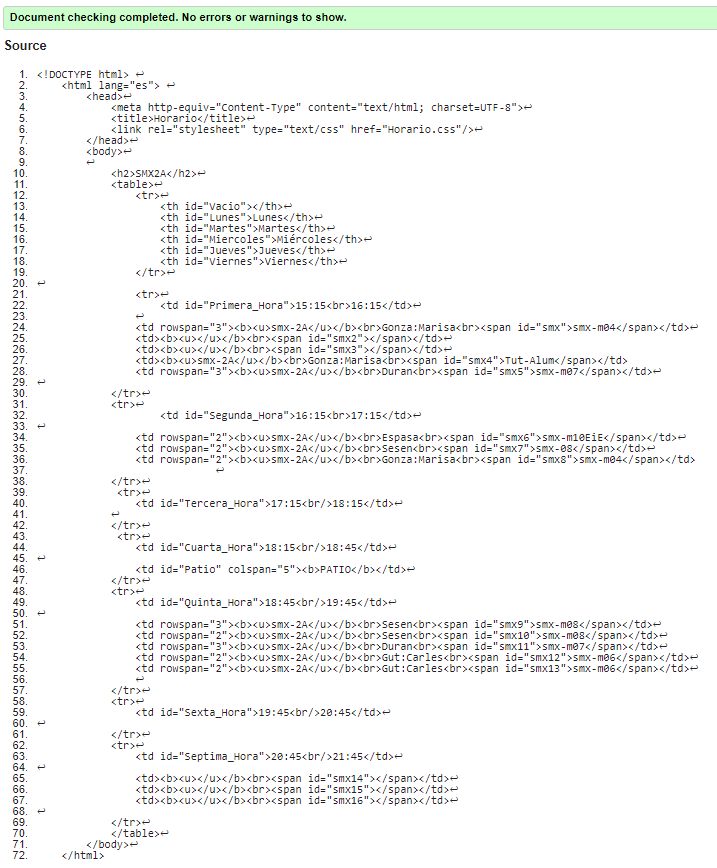 Document checking completed. No errors or warnings to show.
Source
1. <!DOCTYPE html> ↩
2. <html lang="es"> ↩
3. <head>↩
4. <meta http-equiv="Content-Type" content="text/html; charset=UTF-8">↩
5. <title>Horario</title>↩
6. <link rel="stylesheet" type="text/css" href="Horario.css"/>↩
7. </head>↩
8. <body>↩
9. ↩
10. <h2>SMX2A</h2>↩
11. <table>↩
12. <tr>↩
13. <th id="Vacio"></th>↩
14. <th id="Lunes">Lunes</th>↩
15. <th id="Martes">Martes</th>↩
16. <th id="Miercoles">Miércoles</th>↩
17. <th id="Jueves">Jueves</th>↩
18. <th id="Viernes">Viernes</th>↩
19. </tr>↩
20. ↩
21. <tr>↩
22. <td id="Primera_Hora">15:15<br>16:15</td>↩
23. ↩
24. <td rowspan="3"><b><u>smx-2A</u></b><br>Gonza:Marisa<br><span id="smx">smx-m04</span></td>↩
25. <td><b><u></u></b><br><span id="smx2"></span></td>↩
26. <td><b><u></u></b><br><span id="smx3"></span></td>↩
27. <td><b><u>smx-2A</u></b><br>Gonza:Marisa<br><span id="smx4">Tut-Alum</span></td>
28. <td rowspan="3"><b><u>smx-2A</u></b><br>Duran<br><span id="smx5">smx-m07</span></td>↩
29. ↩
30. </tr>↩
31. <tr>↩
32. <td id="Segunda_Hora">16:15<br>17:15</td>↩
33. ↩
34. <td rowspan="2"><b><u>smx-2A</u></b><br>Espasa<br><span id="smx6">smx-m10EiE</span></td>↩
35. <td rowspan="2"><b><u>smx-2A</u></b><br>Sesen<br><span id="smx7">smx-08</span></td>↩
36. <td rowspan="2"><b><u>smx-2A</u></b><br>Gonza:Marisa<br><span id="smx8">smx-m04</span></td>
37. ↩
38. </tr>↩
39. <tr>↩
40. <td id="Tercera_Hora">17:15<br/>18:15</td>↩
41. ↩
42. </tr>↩
43. <tr>↩
44. <td id="Cuarta_Hora">18:15<br/>18:45</td>↩
45. ↩
46. <td id="Patio" colspan="5"><b>PATIO</b></td>↩
47. </tr>↩
48. <tr>↩
49. <td id="Quinta_Hora">18:45<br/>19:45</td>↩
50. ↩
51. <td rowspan="3"><b><u>smx-2A</u></b><br>Sesen<br><span id="smx9">smx-m08</span></td>↩
52. <td rowspan="2"><b><u>smx-2A</u></b><br>Sesen<br><span id="smx10">smx-m08</span></td>↩
53. <td rowspan="3"><b><u>smx-2A</u></b><br>Duran<br><span id="smx11">smx-m07</span></td>↩
54. <td rowspan="2"><b><u>smx-2A</u></b><br>Gut:Carles<br><span id="smx12">smx-m06</span></td>↩
55. <td rowspan="2"><b><u>smx-2A</u></b><br>Gut:Carles<br><span id="smx13">smx-m06</span></td>↩
56. ↩
57. </tr>↩
58. <tr>↩
59. <td id="Sexta_Hora">19:45<br/>20:45</td>↩
60. ↩
61. </tr>↩
62. <tr>↩
63. <td id="Septima_Hora">20:45<br/>21:45</td>↩
64. ↩
65. <td><b><u></u></b><br><span id="smx14"></span></td>↩
66. <td><b><u></u></b><br><span id="smx15"></span></td>↩
67. <td><b><u></u></b><br><span id="smx16"></span></td>↩
68. ↩
69. </tr>↩
70. </table>↩
71. </body>↩
72. </html>